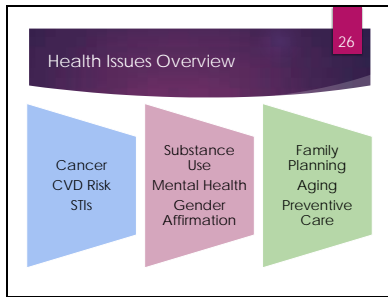 26
Health Issues Overview
Cancer
CVD Risk
STIs
Substance
Use
Mental Health
Gender
Affirmation
Family
Planning
Aging
Preventive
Care